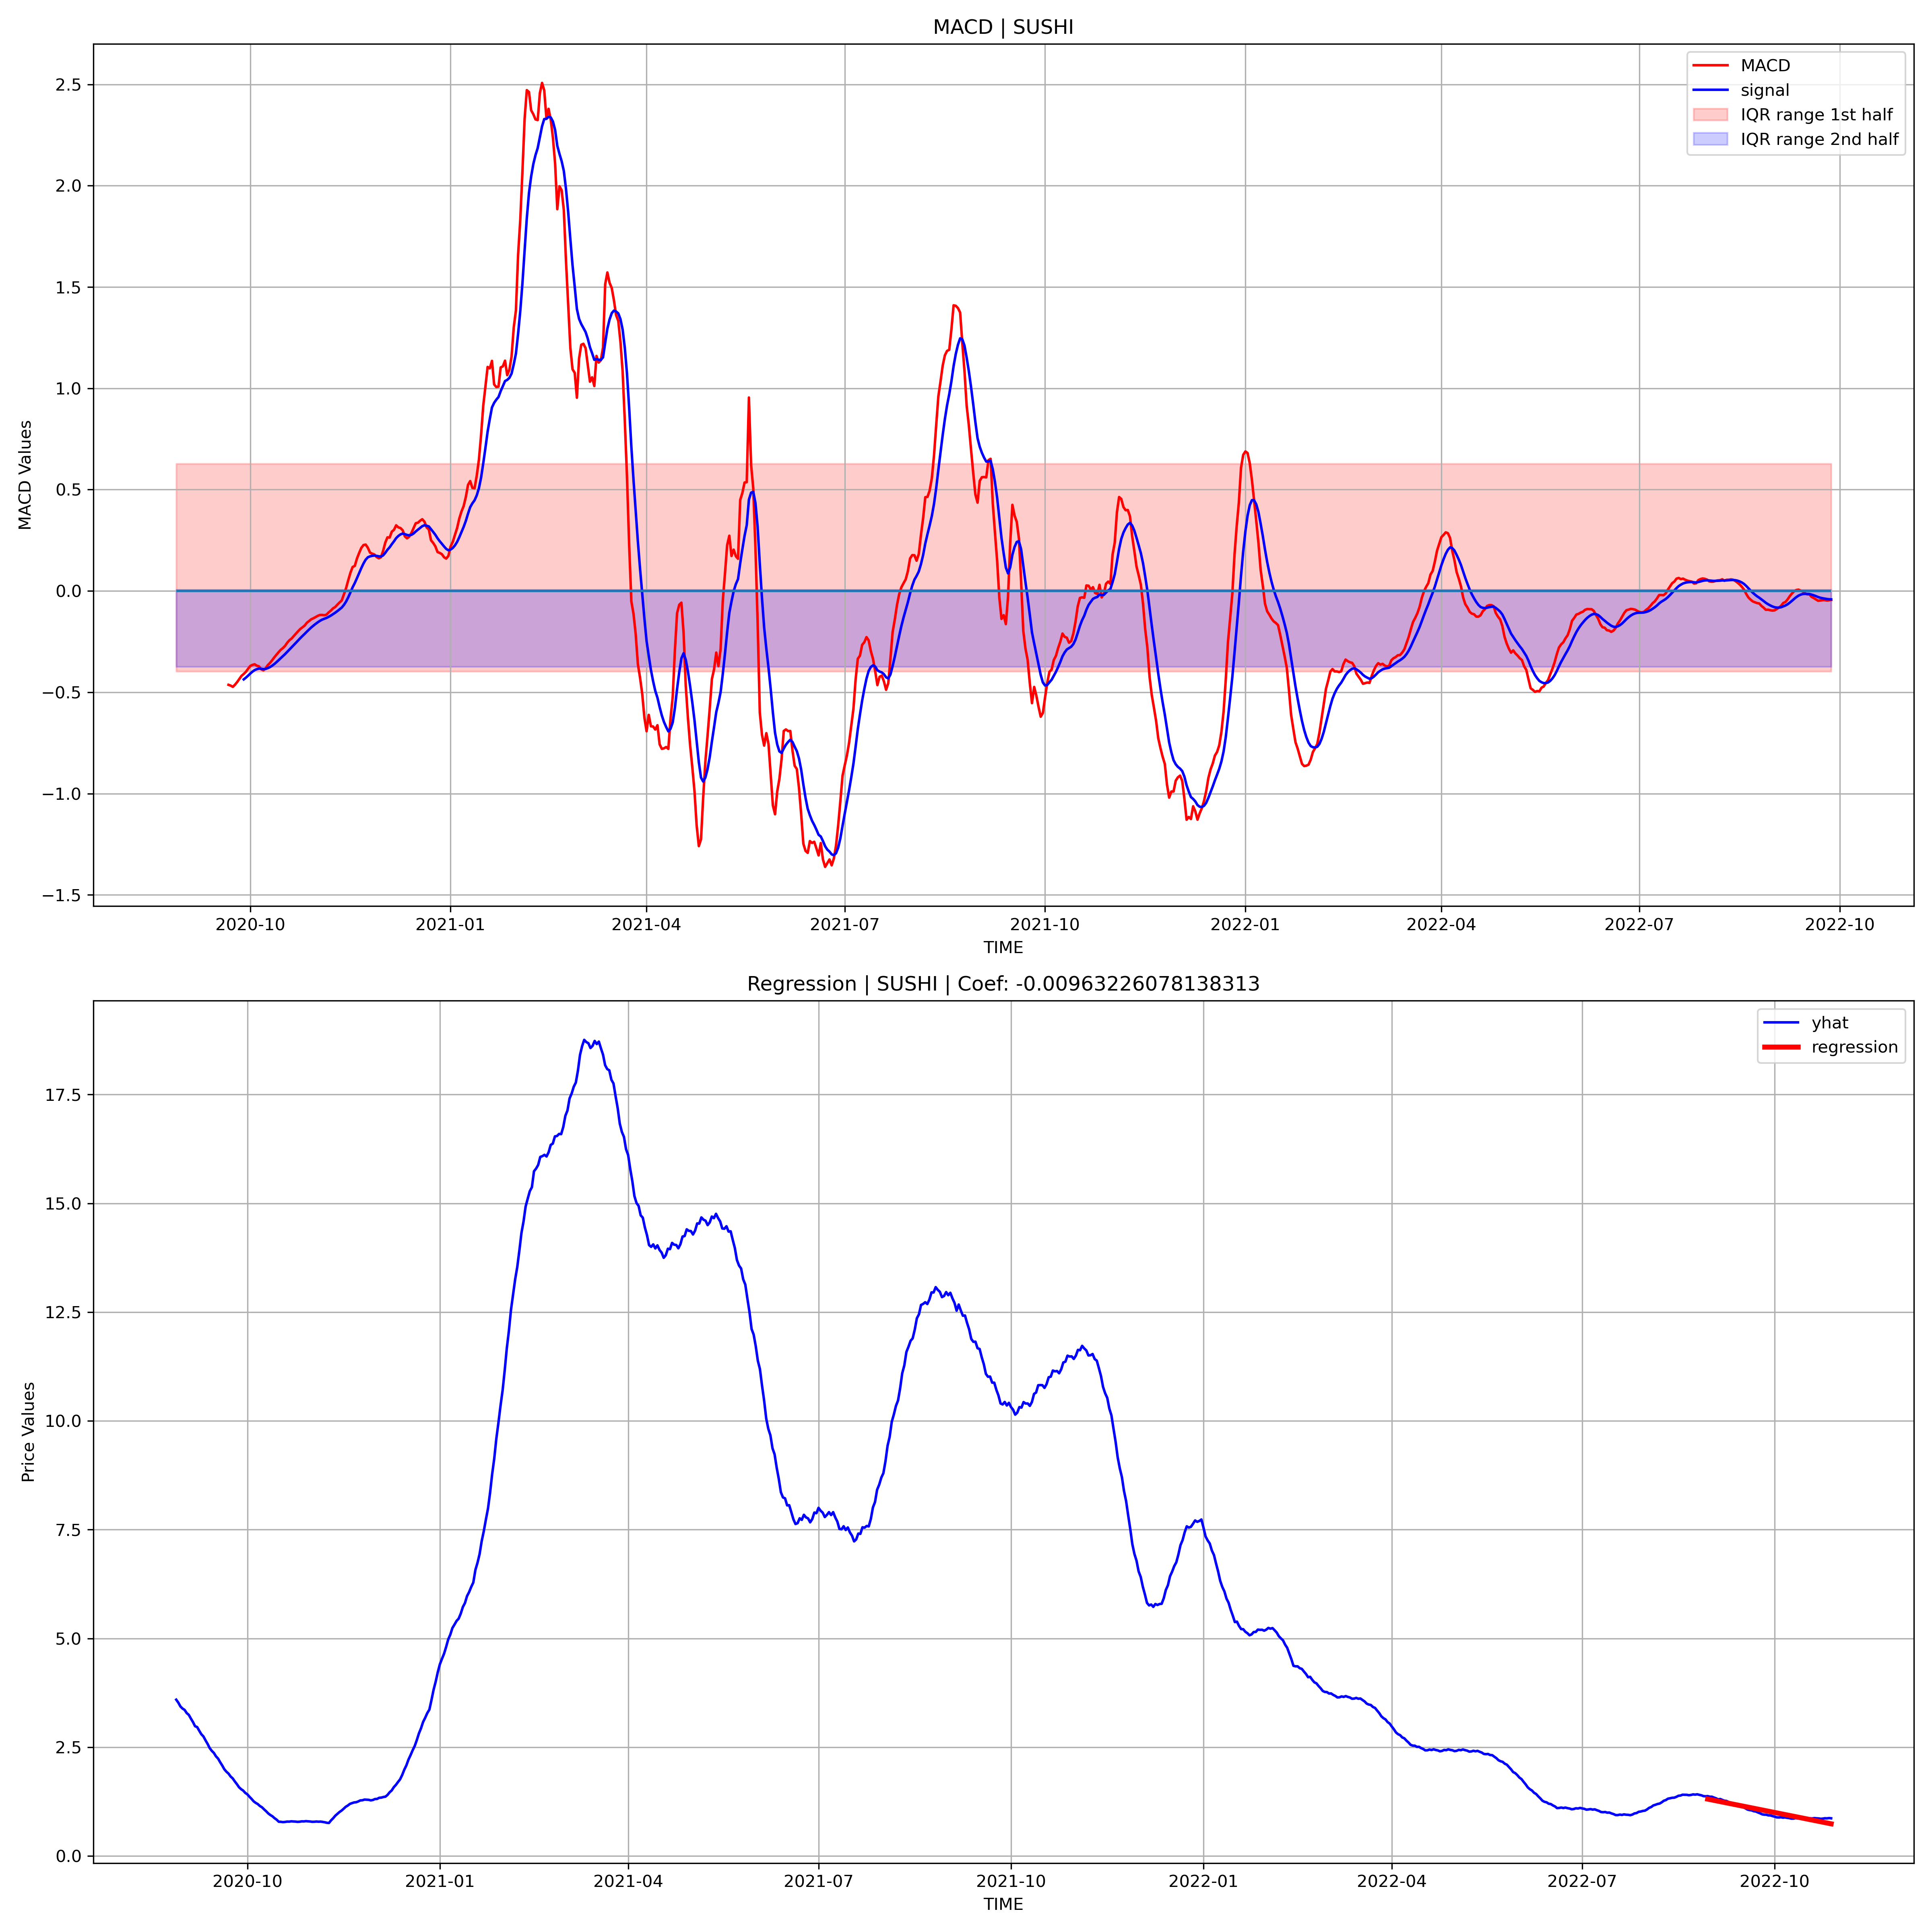 MACD | SUSHI
MACD
signal
IQR range 1st half
IQR range 2nd half
MACD Values
2.5
2.0
1.5
1.0
0.5
0.0
−0.5
−1.0
−1.5
2020-10 2021-01 2021-04 2021-07 2021-10 2022-01 2022-04 2022-07 2022-10
TIME
Regression | SUSHI | Coef: -0.00963226078138313
yhat
regression
Price Values
17.5
15.0
12.5
10.0
7.5
5.0
2.5
0.0
2020-10 2021-01 2021-04 2021-07 2021-10 2022-01 2022-04 2022-07 2022-10
TIME